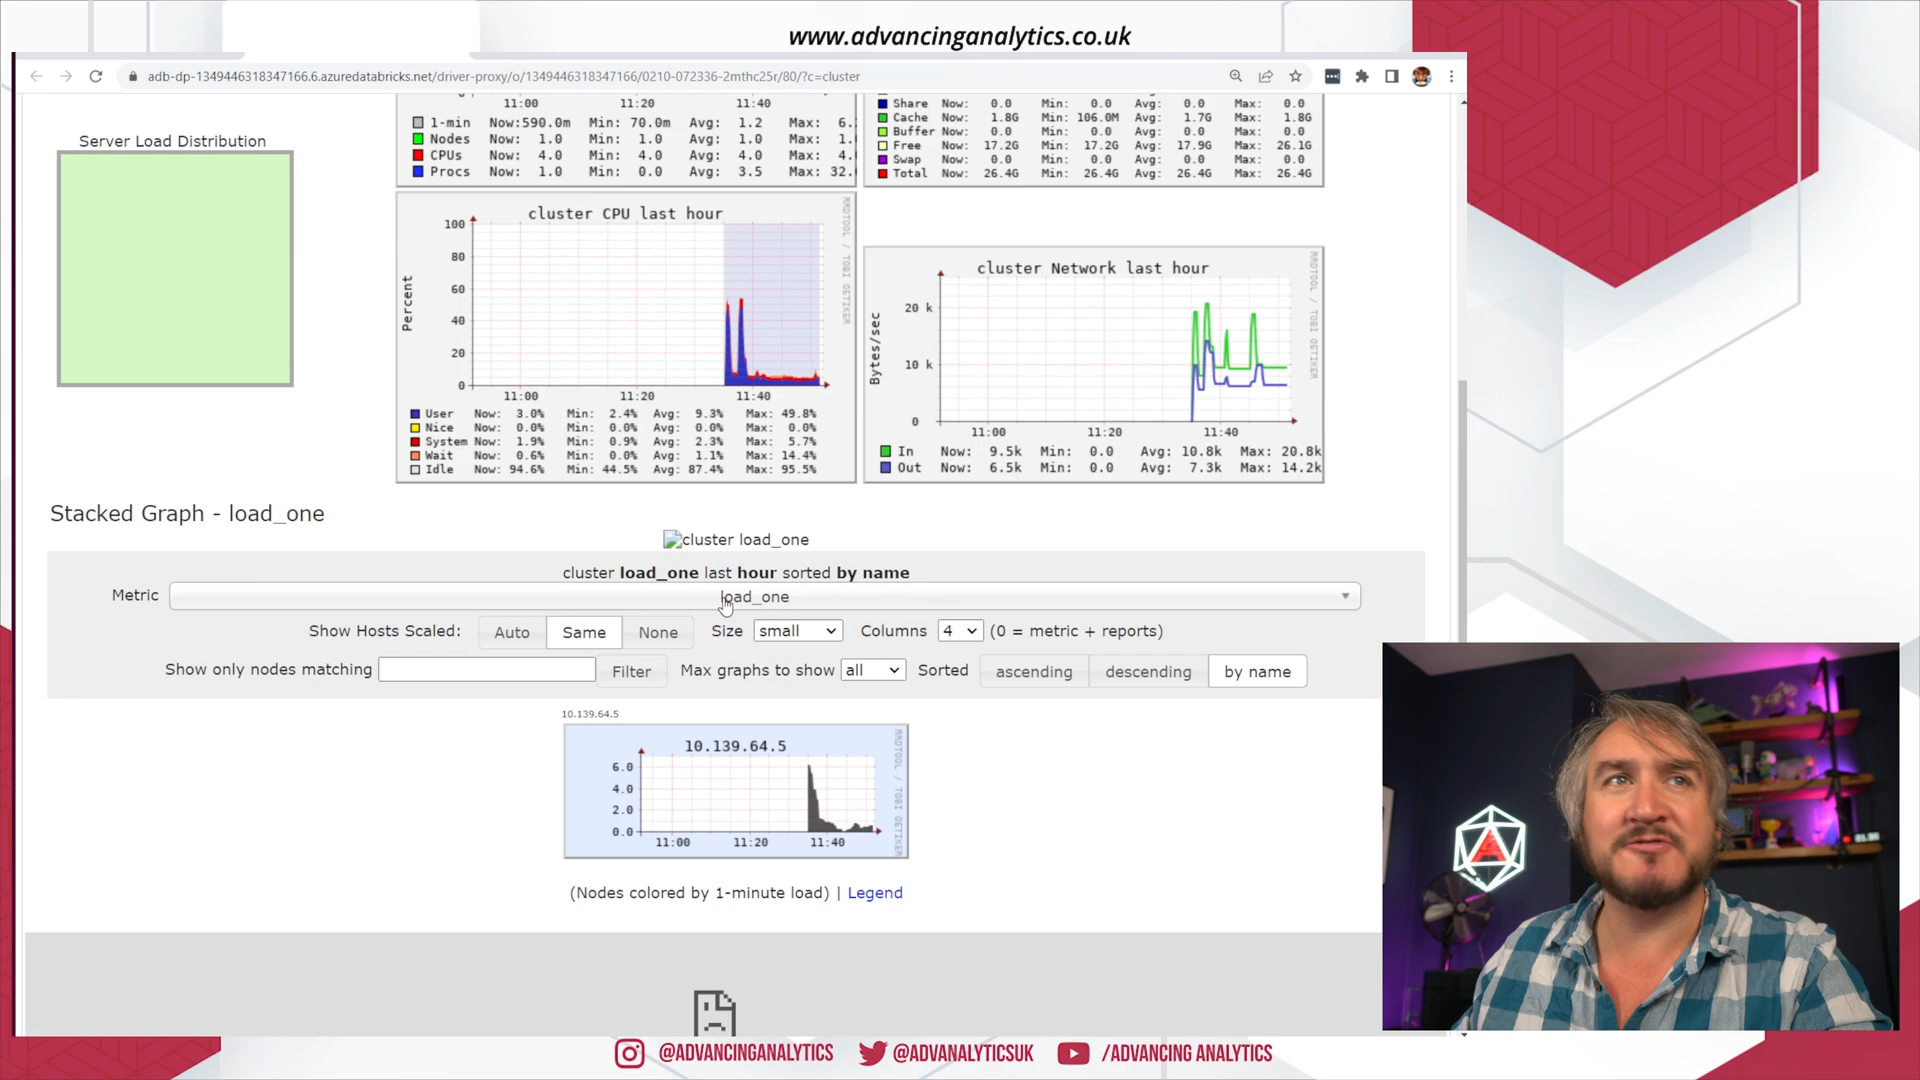 www.advancinganalytics.co.uk
adb-dp-1349446318347166.6.azuredatabricks.net/driver-proxy/o/1349446318347166/0210-072336-2mthc25r/80/?c=cluster
Server Load Distribution
11:00 11:20 11:40
1-min Now:590.0m Min: 70.0m Avg: 1.2 Max: 6.
Nodes Now: 1.0 Min: 1.0 Avg: 1.0 Max: 1.
CPUs Now: 4.0 Min: 4.0 Avg: 4.0 Max: 4.
Procs Now: 1.0 Min: 0.0 Avg: 3.5 Max: 32.
Share Now: 0.0 Min: 0.0 Avg: 0.0 Max: 0.0
Cache Now: 1.8G Min: 106.0M Avg: 1.7G Max: 1.8G
Buffer Now: 0.0 Min: 0.0 Avg: 0.0 Max: 0.0
Free Now: 17.2G Min: 17.2G Avg: 17.9G Max: 26.1G
Swap Now: 0.0 Min: 0.0 Avg: 0.0 Max: 0.0
Total Now: 26.4G Min: 26.4G Avg: 26.4G Max: 26.4G
cluster CPU last hour
RRDTOOL / TOBI OETIKER
Percent
100
80
60
40
20
0
11:00 11:20 11:40
User Now: 3.0% Min: 2.4% Avg: 9.3% Max: 49.8%
Nice Now: 0.0% Min: 0.0% Avg: 0.0% Max: 0.0%
System Now: 1.9% Min: 0.9% Avg: 2.3% Max: 5.7%
Wait Now: 0.6% Min: 0.0% Avg: 1.1% Max: 14.4%
Idle Now: 94.6% Min: 44.5% Avg: 87.4% Max: 95.5%
cluster Network last hour
RRDTOOL / TOBI OETIKER
Bytes/sec
20 k
10 k
0
11:00 11:20 11:40
In Now: 9.5k Min: 0.0 Avg: 10.8k Max: 20.8k
Out Now: 6.5k Min: 0.0 Avg: 7.3k Max: 14.2k
Stacked Graph - load_one
cluster load_one
cluster load_one last hour sorted by name
Metric load_one
Show Hosts Scaled: Auto Same None Size small Columns 4 (0 = metric + reports)
Show only nodes matching Filter Max graphs to show all Sorted ascending descending by name
10.139.64.5
10.139.64.5
RRDTOOL / TOBI OETIKER
6.0
4.0
2.0
0.0
11:00 11:20 11:40
(Nodes colored by 1-minute load) | Legend
@ADVANCINGANALYTICS @ADVANALYTICSUK /ADVANCING ANALYTICS